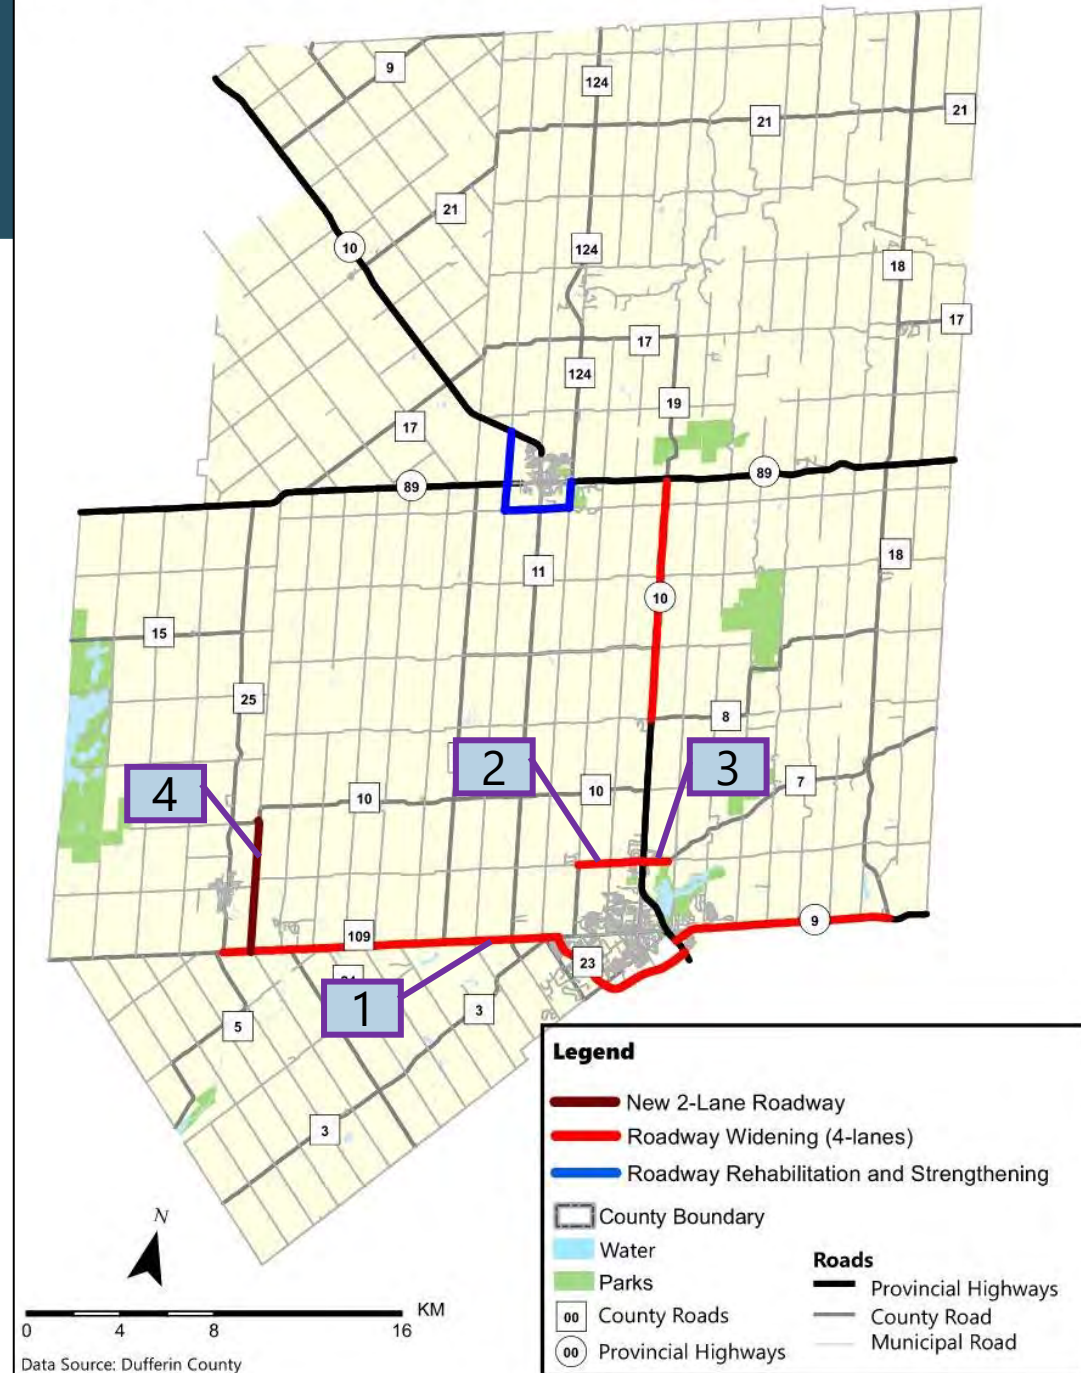 9
124
21
21
21
10
124
18
17
17
124
19
17
89
89
18
11
10
15
25
8
2
3
4
10
10
7
9
109
23
1
3
5
3
N
KM
0 4 8 16
Data Source: Dufferin County
Legend
New 2-Lane Roadway
Roadway Widening (4-lanes)
Roadway Rehabilitation and Strengthening
County Boundary
Water
Parks
00 County Roads
00 Provincial Highways
Roads
Provincial Highways
County Road
Municipal Road